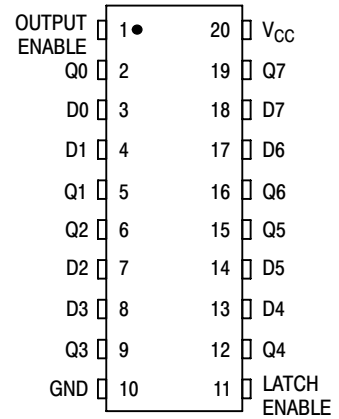 OUTPUT ENABLE 1 20 VCC
Q0 2 19 Q7
D0 3 18 D7
D1 4 17 D6
Q1 5 16 Q6
Q2 6 15 Q5
D2 7 14 D5
D3 8 13 D4
Q3 9 12 Q4
GND 10 11 LATCH ENABLE